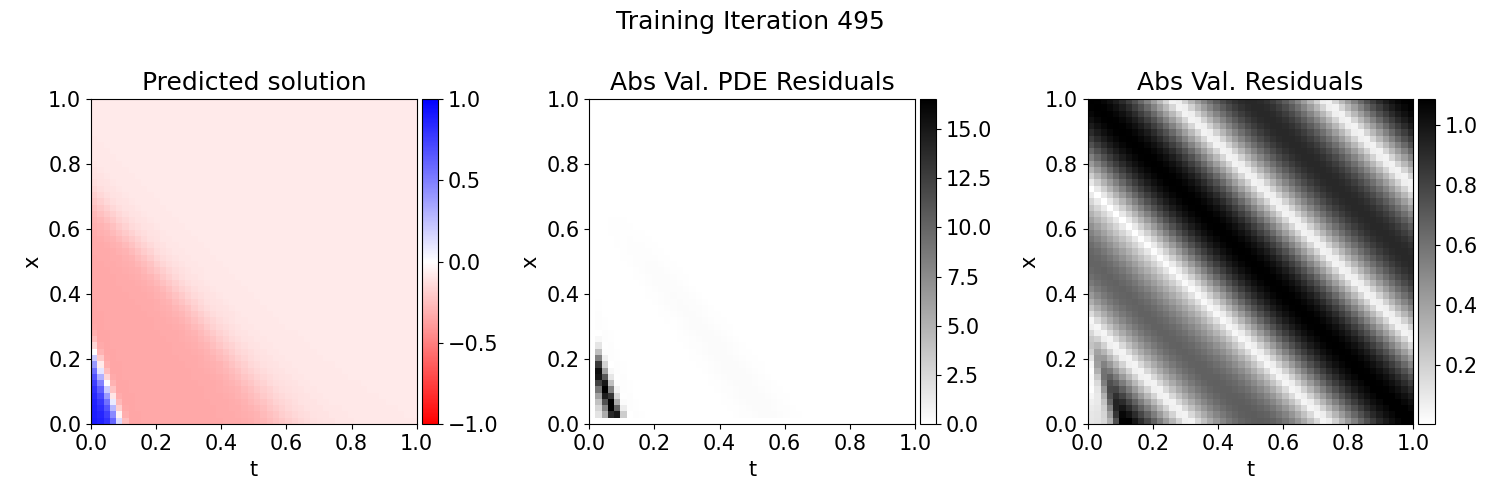 Training Iteration 495
Predicted solution
Abs Val. PDE Residuals
Abs Val. Residuals
1.0
0.8
0.6
0.4
0.2
0.0
x
0.0 0.2 0.4 0.6 0.8 1.0
t
1.0
0.5
0.0
−0.5
−1.0
1.0
0.8
0.6
0.4
0.2
0.0
x
0.0 0.2 0.4 0.6 0.8 1.0
t
15.0
12.5
10.0
7.5
5.0
2.5
0.0
1.0
0.8
0.6
0.4
0.2
0.0
x
0.0 0.2 0.4 0.6 0.8 1.0
t
1.0
0.8
0.6
0.4
0.2